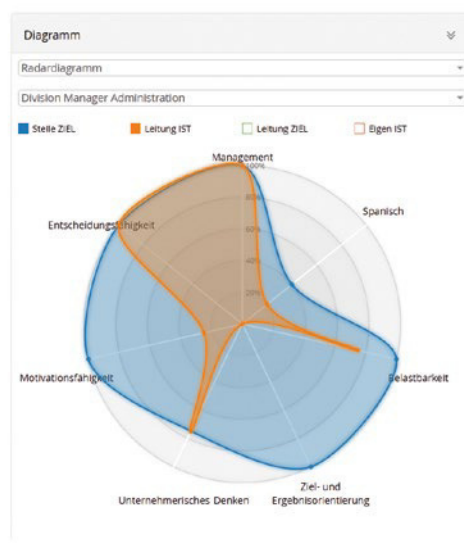 Diagramm
Radardiagramm
Division Manager Administration
Stelle ZIEL Leitung IST Leitung ZIEL Eigen IST
Management
100%
80%
60%
40%
20%
Spanisch
Entscheidungsfähigkeit
Motivationsfähigkeit
Belastbarkeit
Unternehmerisches Denken
Ziel- und
Ergebnisorientierung